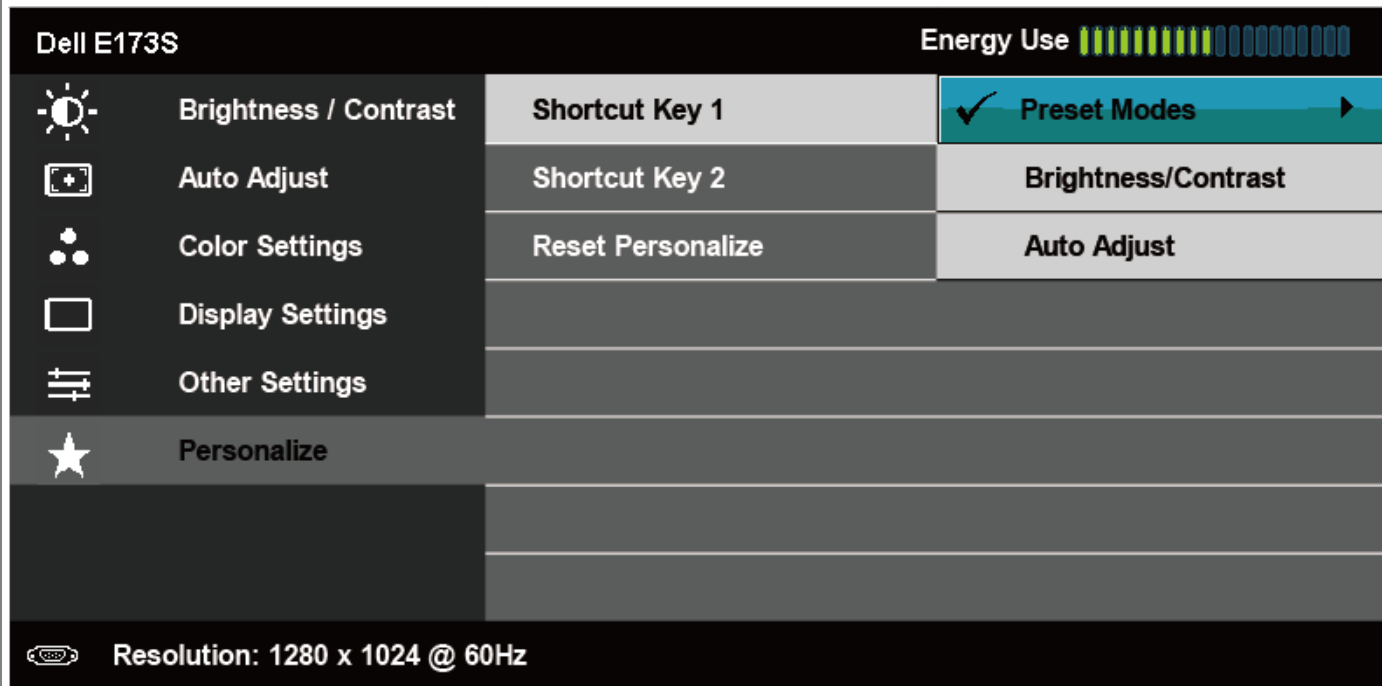 Dell E173S Energy Use
Brightness / Contrast Shortcut Key 1 Preset Modes
Auto Adjust Shortcut Key 2 Brightness/Contrast
Color Settings Reset Personalize Auto Adjust
Display Settings
Other Settings
Personalize
Resolution: 1280 x 1024 @ 60Hz